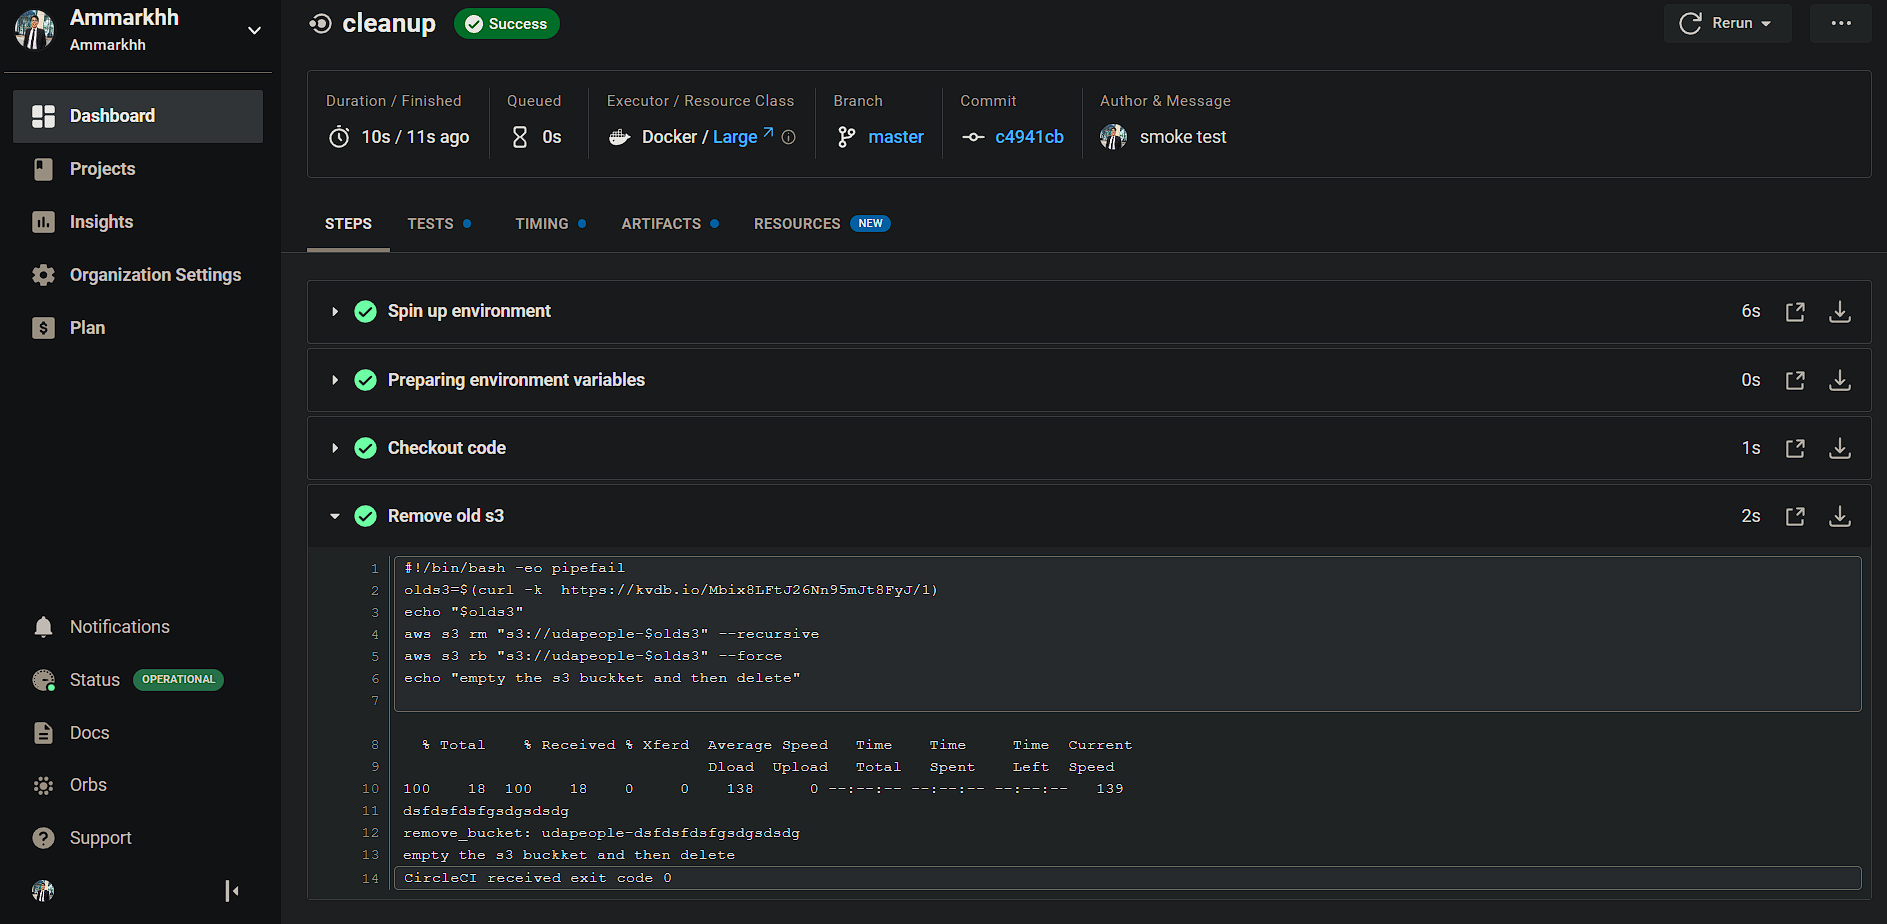 Ammarkhh
Ammarkhh
Dashboard
Projects
Insights
Organization Settings
Plan
Notifications
Status OPERATIONAL
Docs
Orbs
Support
cleanup Success
Rerun
Duration / Finished
10s / 11s ago
Queued
0s
Executor / Resource Class
Docker / Large
Branch
master
Commit
c4941cb
Author & Message
smoke test
STEPS TESTS TIMING ARTIFACTS RESOURCES NEW
Spin up environment 6s
Preparing environment variables 0s
Checkout code 1s
Remove old s3 2s
1 #!/bin/bash -eo pipefail
2 olds3=$(curl -k  https://kvdb.io/Mbix8LFtJ26Nn95mJt8FyJ/1)
3 echo "$olds3"
4 aws s3 rm "s3://udapeople-$olds3" --recursive
5 aws s3 rb "s3://udapeople-$olds3" --force
6 echo "empty the s3 buckket and then delete"
7
8   % Total    % Received % Xferd  Average Speed   Time    Time     Time  Current
9                                  Dload  Upload   Total   Spent    Left  Speed
10 100    18  100    18    0     0    138      0 --:--:-- --:--:-- --:--:--   139
11 dsfdsfdsfgsdgsdsdg
12 remove_bucket: udapeople-dsfdsfdsfgsdgsdsdg
13 empty the s3 buckket and then delete
14 CircleCI received exit code 0